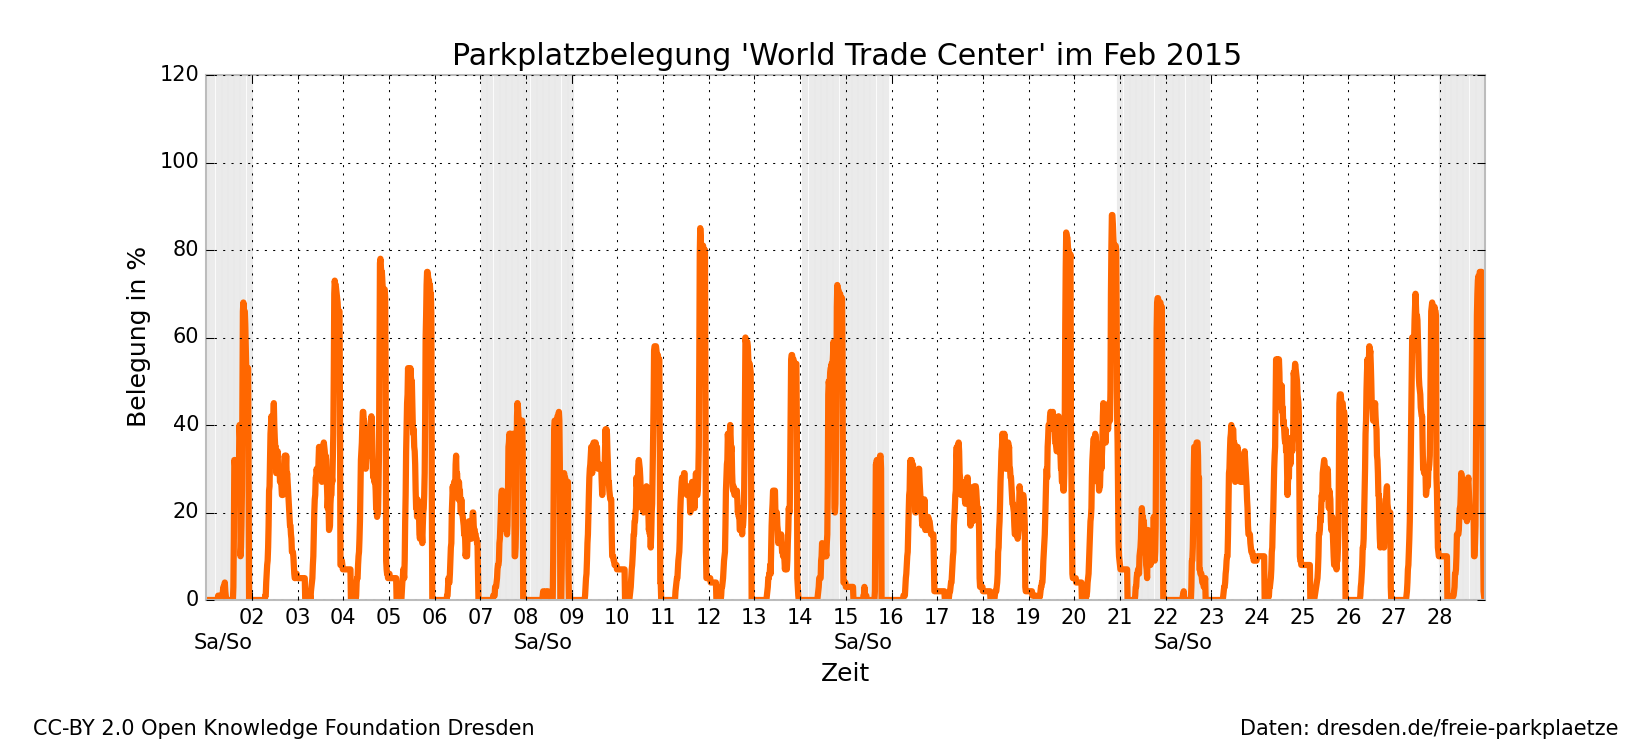 Parkplatzbelegung 'World Trade Center' im Feb 2015
120
100
80
60
40
20
0
Belegung in %
02 03 04 05 06 07 08 09 10 11 12 13 14 15 16 17 18 19 20 21 22 23 24 25 26 27 28
Sa/So Sa/So Sa/So Sa/So
Zeit
CC-BY 2.0 Open Knowledge Foundation Dresden
Daten: dresden.de/freie-parkplaetze